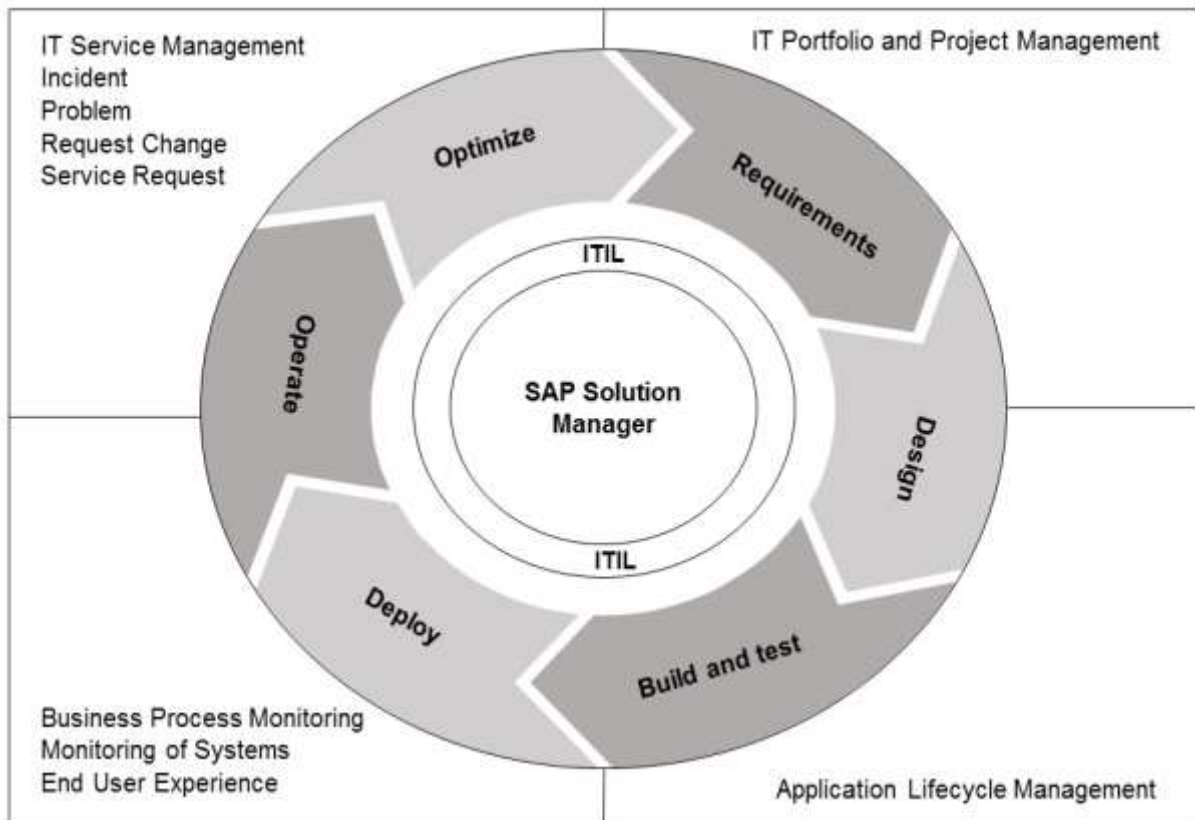 IT Service Management
Incident
Problem
Request Change
Service Request
IT Portfolio and Project Management
Optimize
Requirements
ITIL
Operate
SAP Solution
Manager
Design
ITIL
Deploy
Build and test
Business Process Monitoring
Monitoring of Systems
End User Experience
Application Lifecycle Management